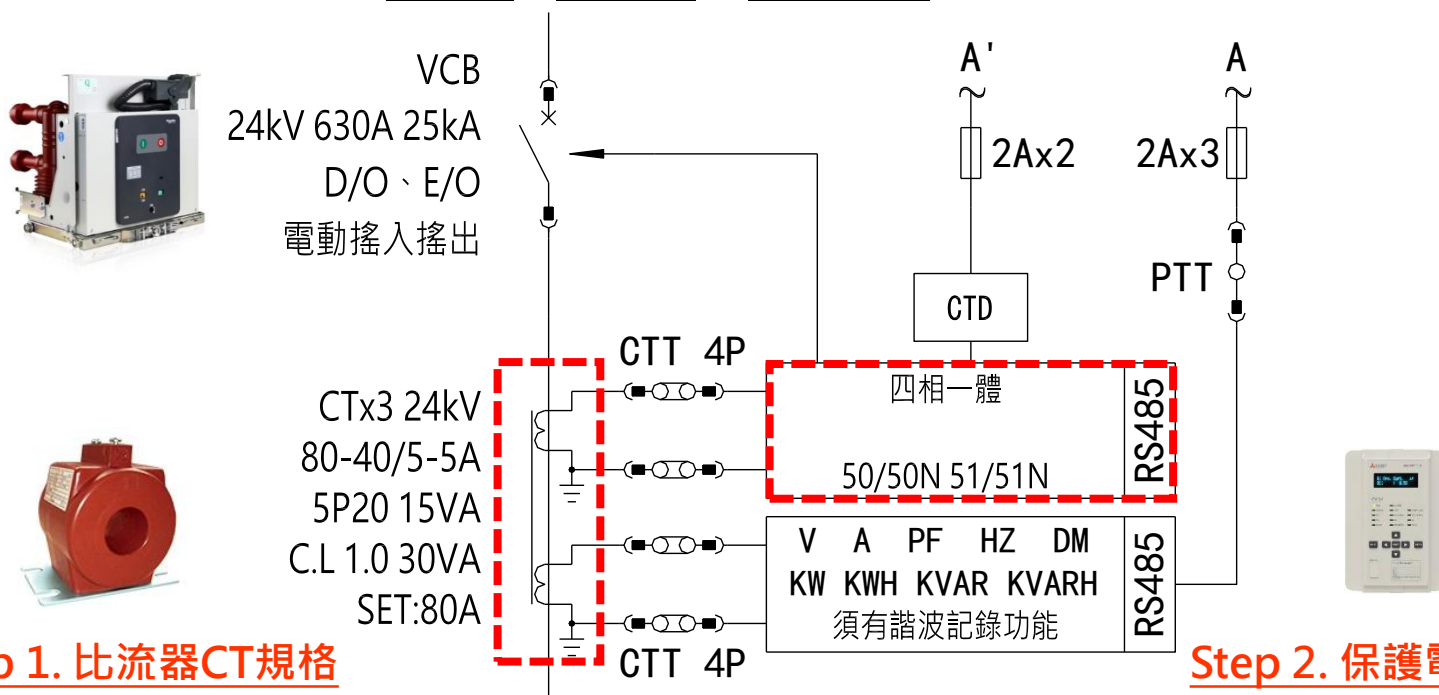 VCB
24kV 630A 25kA
D/O、E/O
電動搖入搖出
A'
A
2Ax2
2Ax3
PTT
CTD
CTT 4P
CTx3 24kV
80-40/5-5A
5P20 15VA
C.L 1.0 30VA
SET:80A
四相一體
50/50N 51/51N
RS485
V A PF HZ DM
KW KWH KVAR KVARH
須有諧波記錄功能
RS485
CTT 4P
p 1. 比流器CT規格
Step 2. 保護電